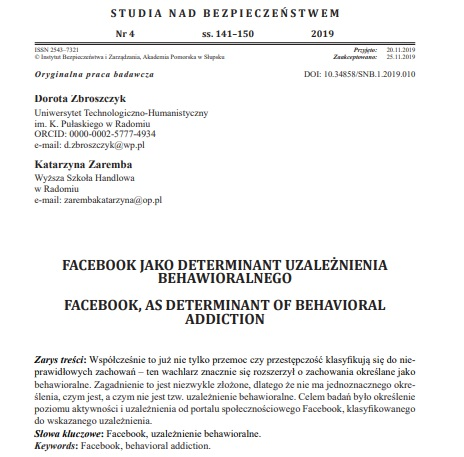 STUDIA NAD BEZPIECZEŃSTWEM
Nr 4 ss. 141–150 2019
ISSN 2543–7321 Przyjęto: 20.11.2019
© Instytut Bezpieczeństwa i Zarządzania, Akademia Pomorska w Słupsku Zaakceptowano: 25.11.2019
Oryginalna praca badawcza DOI: 10.34858/SNB.1.2019.010
Dorota Zbroszczyk
Uniwersytet Technologiczno-Humanistyczny
im. K. Pułaskiego w Radomiu
ORCID: 0000-0002-5777-4934
e-mail: d.zbroszczyk@wp.pl
Katarzyna Zaremba
Wyższa Szkoła Handlowa
w Radomiu
e-mail: zarembakatarzyna@op.pl
FACEBOOK JAKO DETERMINANT UZALEŻNIENIA
BEHAWIORALNEGO
FACEBOOK, AS DETERMINANT OF BEHAVIORAL
ADDICTION
Zarys treści: Współcześnie to już nie tylko przemoc czy przestępczość klasyfikują się do nie-
prawidłowych zachowań – ten wachlarz znacznie się rozszerzył o zachowania określane jako
behawioralne. Zagadnienie to jest niezwykle złożone, dlatego że nie ma jednoznacznego okre-
ślenia, czym jest, a czym nie jest tzw. uzależnienie behawioralne. Celem badań było określenie
poziomu aktywności i uzależnienia od portalu społecznościowego Facebook, klasyfikowanego
do wskazanego uzależnienia.
Słowa kluczowe: Facebook, uzależnienie behawioralne.
Keywords: Facebook, behavioral addiction.